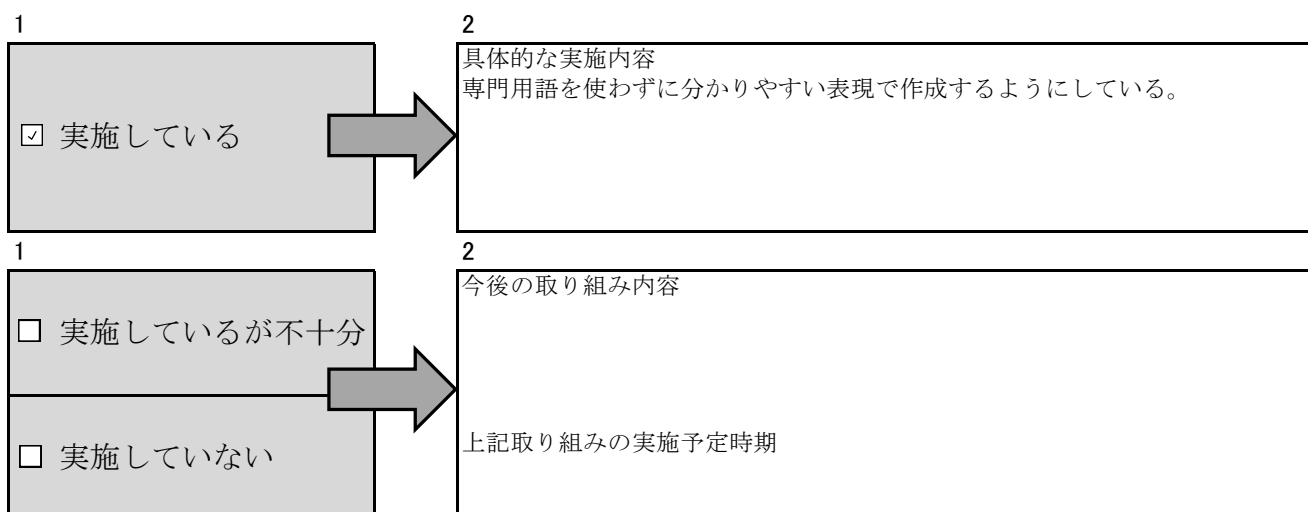 1
2
☑ 実施している
具体的な実施内容
専門用語を使わずに分かりやすい表現で作成するようにしている。
1
2
☐ 実施しているが不十分
☐ 実施していない
今後の取り組み内容
上記取り組みの実施予定時期